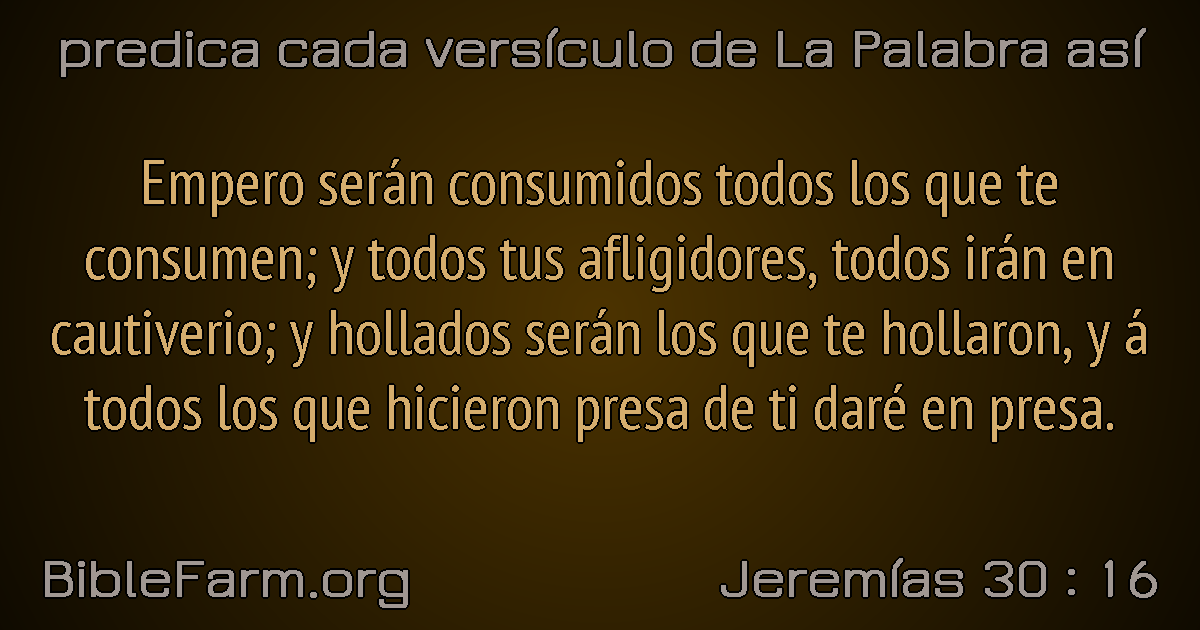 predica cada versículo de La Palabra así
Empero serán consumidos todos los que te
consumen; y todos tus afligidores, todos irán en
cautiverio; y hollados serán los que te hollaron, y á
todos los que hicieron presa de ti daré en presa.
BibleFarm.org
Jeremías 30 : 16